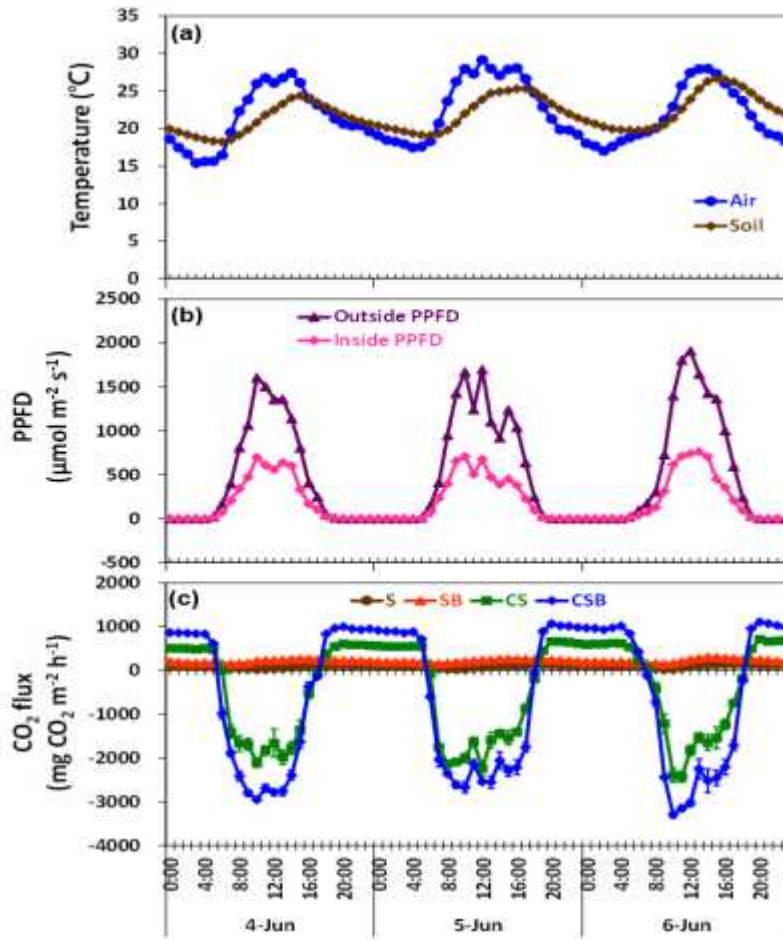 (a)
35
30
25
20
15
10
5
0
Temperature (°C)
Air
Soil
(b)
2500
2000
1500
1000
500
0
-500
PPFD
(µmol m⁻² s⁻¹)
Outside PPFD
Inside PPFD
(c)
2000
1000
0
-1000
-2000
-3000
-4000
CO₂ flux
(mg CO₂ m⁻² h⁻¹)
S SB CS CSB
0:00 4:00 8:00 12:00 16:00 20:00 0:00 4:00 8:00 12:00 16:00 20:00 0:00 4:00 8:00 12:00 16:00 20:00
4-Jun 5-Jun 6-Jun